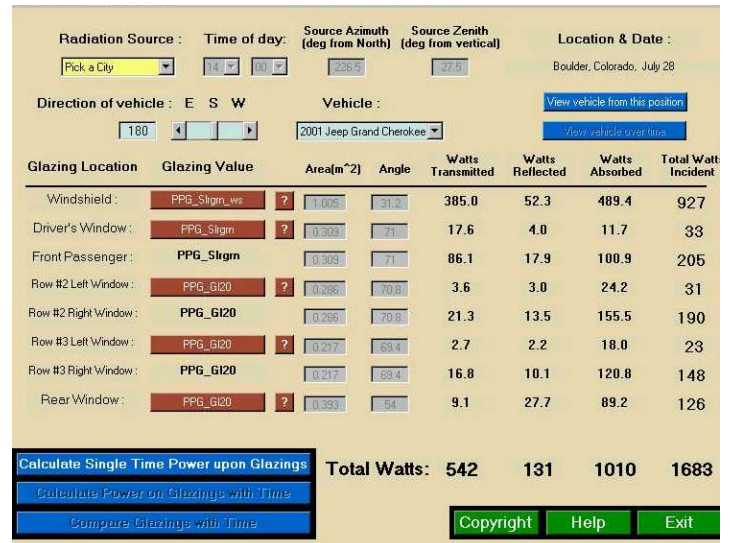 Radiation Source : Time of day: Source Azimuth (deg from North) Source Zenith (deg from vertical) Location & Date :
Pick a City 14 00 226.5 27.5 Boulder, Colorado, July 28
Direction of vehicle : E S W Vehicle : View vehicle from this position
180 2001 Jeep Grand Cherokee View vehicle over time
Glazing Location Glazing Value Area(m^2) Angle Watts Transmitted Watts Reflected Watts Absorbed Total Watt Incident
Windshield : PPG_Slrgrn_ws ? 1.005 31.2 385.0 52.3 489.4 927
Driver's Window : PPG_Slrgrn ? 0.309 71 17.6 4.0 11.7 33
Front Passenger : PPG_Slrgrn 0.309 71 86.1 17.9 100.9 205
Row #2 Left Window : PPG_Gl20 ? 0.286 70.8 3.6 3.0 24.2 31
Row #2 Right Window : PPG_Gl20 0.286 70.8 21.3 13.5 155.5 190
Row #3 Left Window : PPG_Gl20 ? 0.217 69.4 2.7 2.2 18.0 23
Row #3 Right Window : PPG_Gl20 0.217 69.4 16.8 10.1 120.8 148
Rear Window : PPG_Gl20 ? 0.393 54 9.1 27.7 89.2 126
Calculate Single Time Power upon Glazings Total Watts: 542 131 1010 1683
Calculate Power on Glazings with Time
Compare Glazings with Time Copyright Help Exit